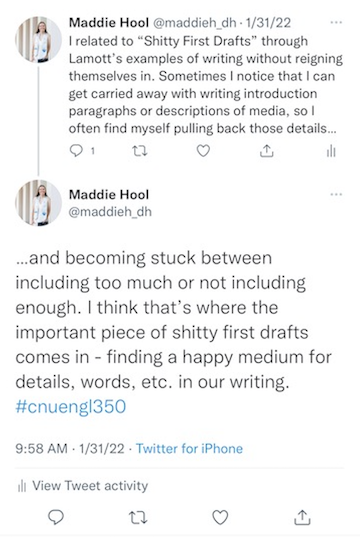 Maddie Hool @maddieh_dh · 1/31/22
I related to “Shitty First Drafts” through
Lamott’s examples of writing without reigning
themselves in. Sometimes I notice that I can
get carried away with writing introduction
paragraphs or descriptions of media, so I
often find myself pulling back those details...
1
Maddie Hool
@maddieh_dh
...and becoming stuck between
including too much or not including
enough. I think that’s where the
important piece of shitty first drafts
comes in - finding a happy medium for
details, words, etc. in our writing.
#cnuengl350
9:58 AM · 1/31/22 · Twitter for iPhone
View Tweet activity